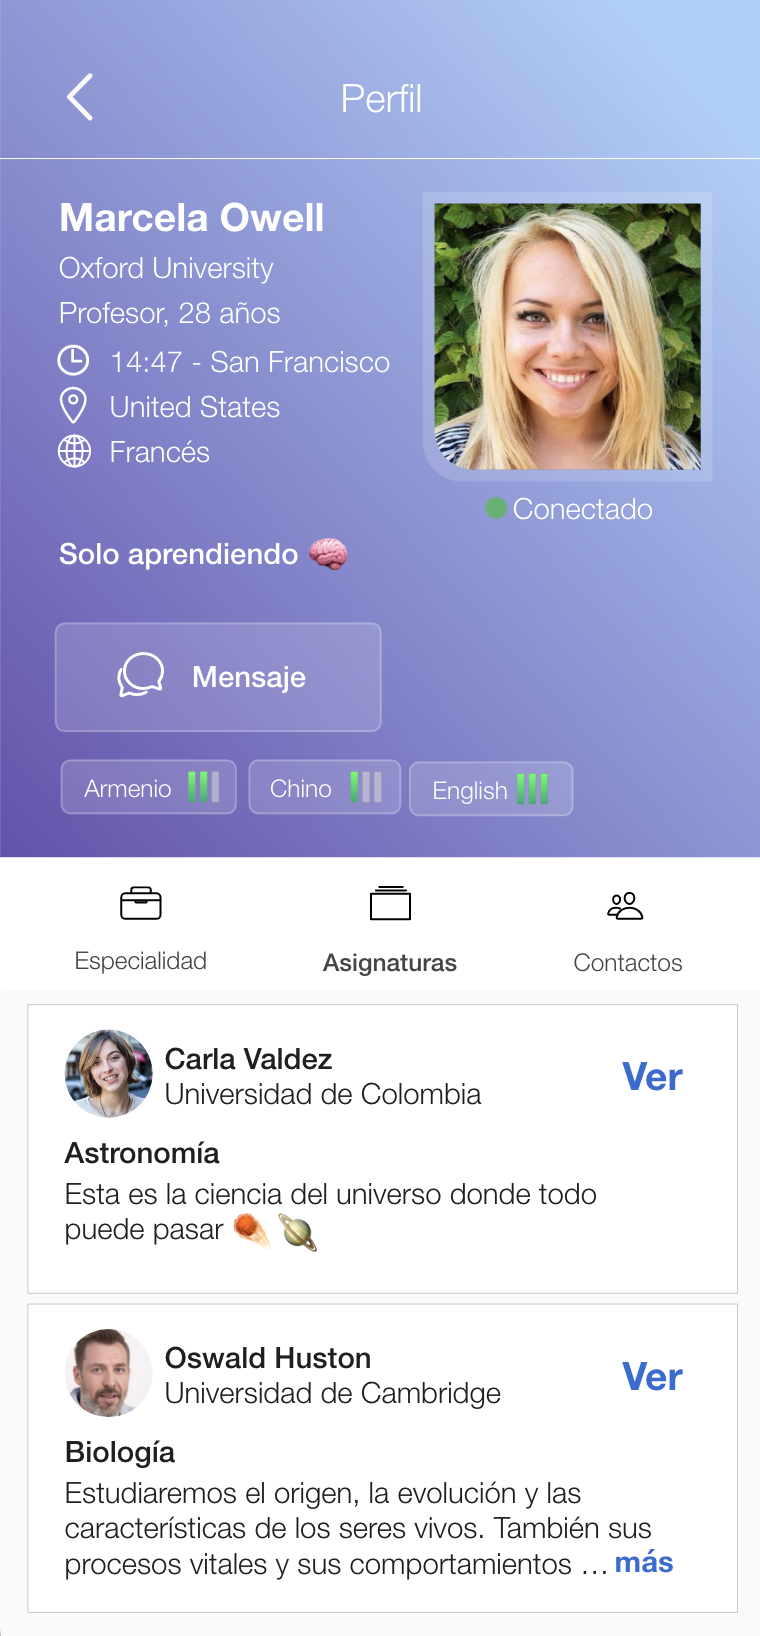 Perfil
Marcela Owell
Oxford University
Profesor, 28 años
14:47 - San Francisco
United States
Francés
Conectado
Solo aprendiendo 🧠
Mensaje
Armenio
Chino
English
Especialidad
Asignaturas
Contactos
Carla Valdez
Universidad de Colombia
Ver
Astronomía
Esta es la ciencia del universo donde todo
puede pasar ☄️ 🪐
Oswald Huston
Universidad de Cambridge
Ver
Biología
Estudiaremos el origen, la evolución y las
características de los seres vivos. También sus
procesos vitales y sus comportamientos ... más